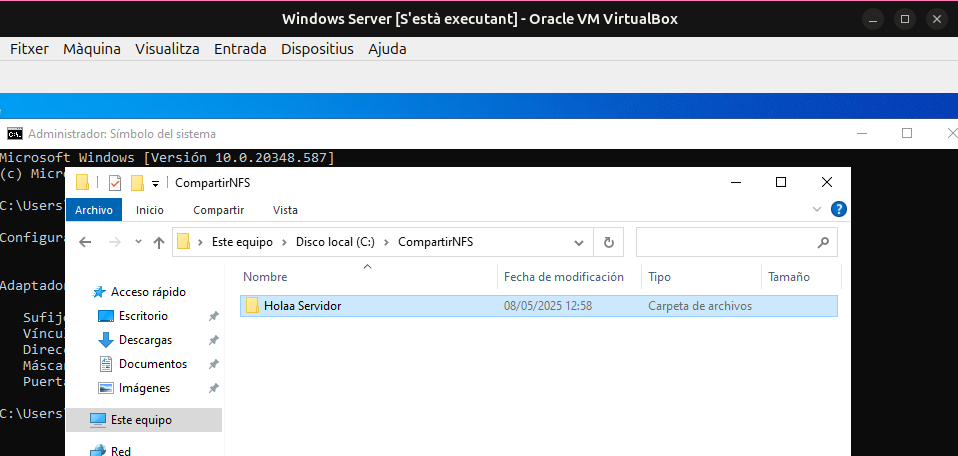 Windows Server [S'està executant] - Oracle VM VirtualBox
Fitxer Màquina Visualitza Entrada Dispositius Ajuda
Administrador: Símbolo del sistema
Microsoft Windows [Versión 10.0.20348.587]
(c) Micr
CompartirNFS
Archivo Inicio Compartir Vista
C:\Users
Este equipo > Disco local (C:) > CompartirNFS
Configura
Nombre Fecha de modificación Tipo Tamaño
Adaptador
Acceso rápido
Holaa Servidor 08/05/2025 12:58 Carpeta de archivos
Escritorio
Sufij
Descargas
Víncu
Direc
Documentos
Másca
Imágenes
Puerta
C:\Users
Este equipo
Red